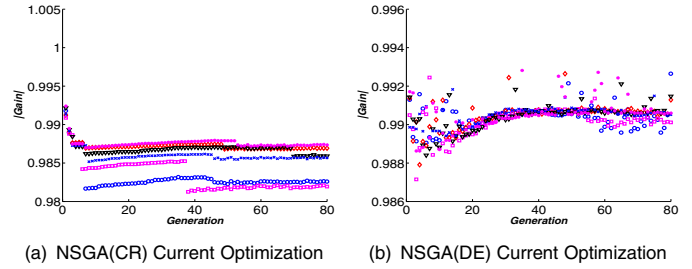 1.005
1
0.995
0.99
0.985
0.98
|Gain|
0 20 40 60 80
Generation
(a) NSGA(CR) Current Optimization
0.994
0.992
0.99
0.988
0.986
|Gain|
0 20 40 60 80
Generation
(b) NSGA(DE) Current Optimization